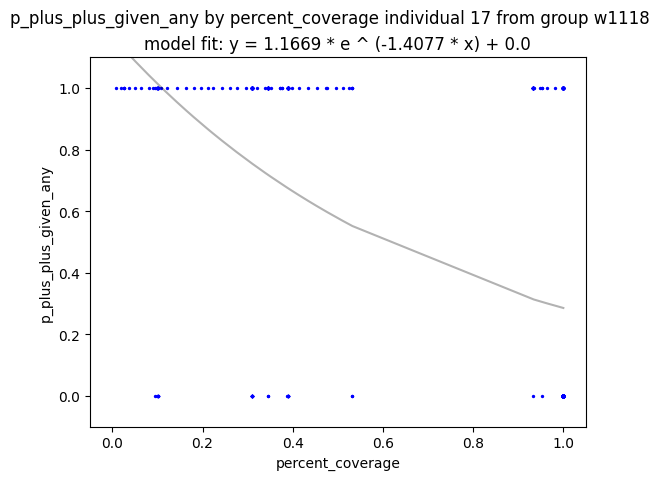 p_plus_plus_given_any by percent_coverage individual 17 from group w1118
model fit: y = 1.1669 * e ^ (-1.4077 * x) + 0.0
1.0
0.8
0.6
0.4
0.2
0.0
p_plus_plus_given_any
0.0 0.2 0.4 0.6 0.8 1.0
percent_coverage